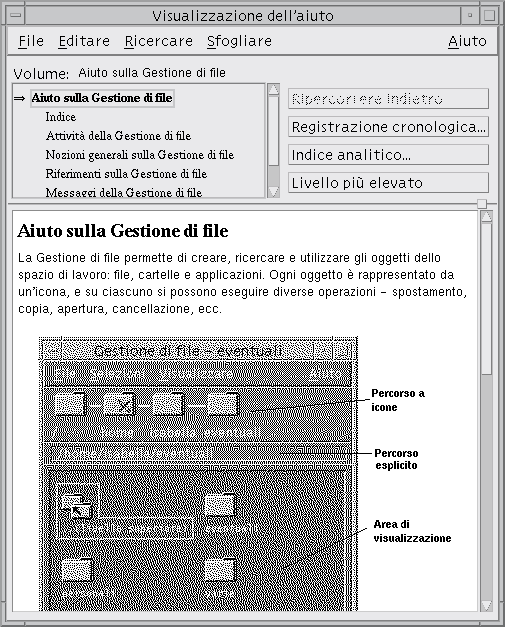 Visualizzazione dell'aiuto
File Editare Ricercare Sfogliare Aiuto
Volume: Aiuto sulla Gestione di file
⇒ Aiuto sulla Gestione di file
Indice
Attività della Gestione di file
Nozioni generali sulla Gestione di file
Riferimenti sulla Gestione di file
Messaggi della Gestione di file
Ripercorrere indietro
Registrazione cronologica...
Indice analitico...
Livello più elevato
Aiuto sulla Gestione di file
La Gestione di file permette di creare, ricercare e utilizzare gli oggetti dello
spazio di lavoro: file, cartelle e applicazioni. Ogni oggetto è rappresentato da
un'icona, e su ciascuno si possono eseguire diverse operazioni – spostamento,
copia, apertura, cancellazione, ecc.
Gestione di file - eventuali
Percorso a
icone
Percorso
esplicito
Area di
visualizzazione